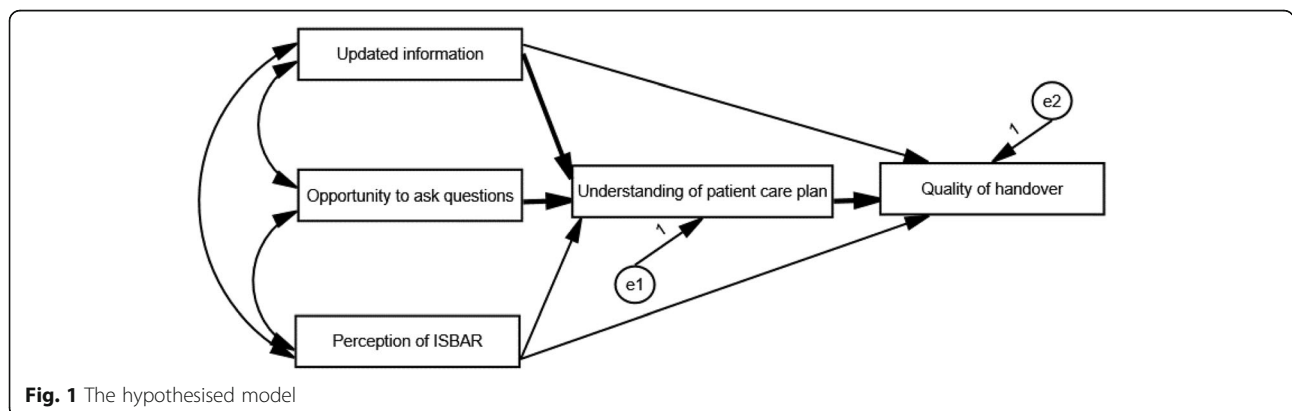 Updated information
e2
1
Opportunity to ask questions
Understanding of patient care plan
Quality of handover
1
e1
Perception of ISBAR
Fig. 1 The hypothesised model